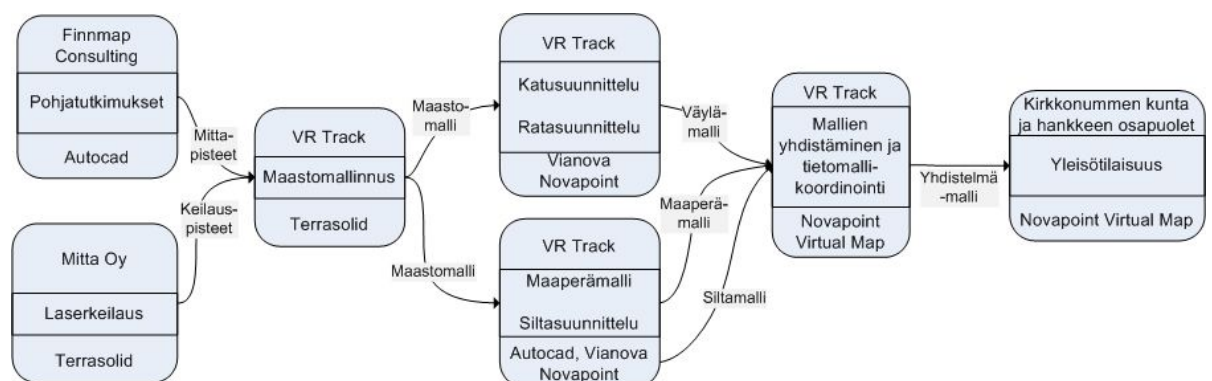 Finnmap
Consulting
Pohjatutkimukset
Autocad
Mitta-
pisteet
Mitta Oy
Laserkeilaus
Terrasolid
Keilaus-
pisteet
VR Track
Maastomallinnus
Terrasolid
Maasto-
malli
Maastomalli
VR Track
Katusuunnittelu
Ratasuunnittelu
Vianova
Novapoint
Väylä-
malli
VR Track
Maaperämalli
Siltasuunnittelu
Autocad, Vianova
Novapoint
Maaperä-
malli
Siltamalli
VR Track
Mallien
yhdistäminen ja
tietomalli-
koordinointi
Novapoint
Virtual Map
Yhdistelmä
-malli
Kirkkonummen kunta
ja hankkeen osapuolet
Yleisötilaisuus
Novapoint Virtual Map